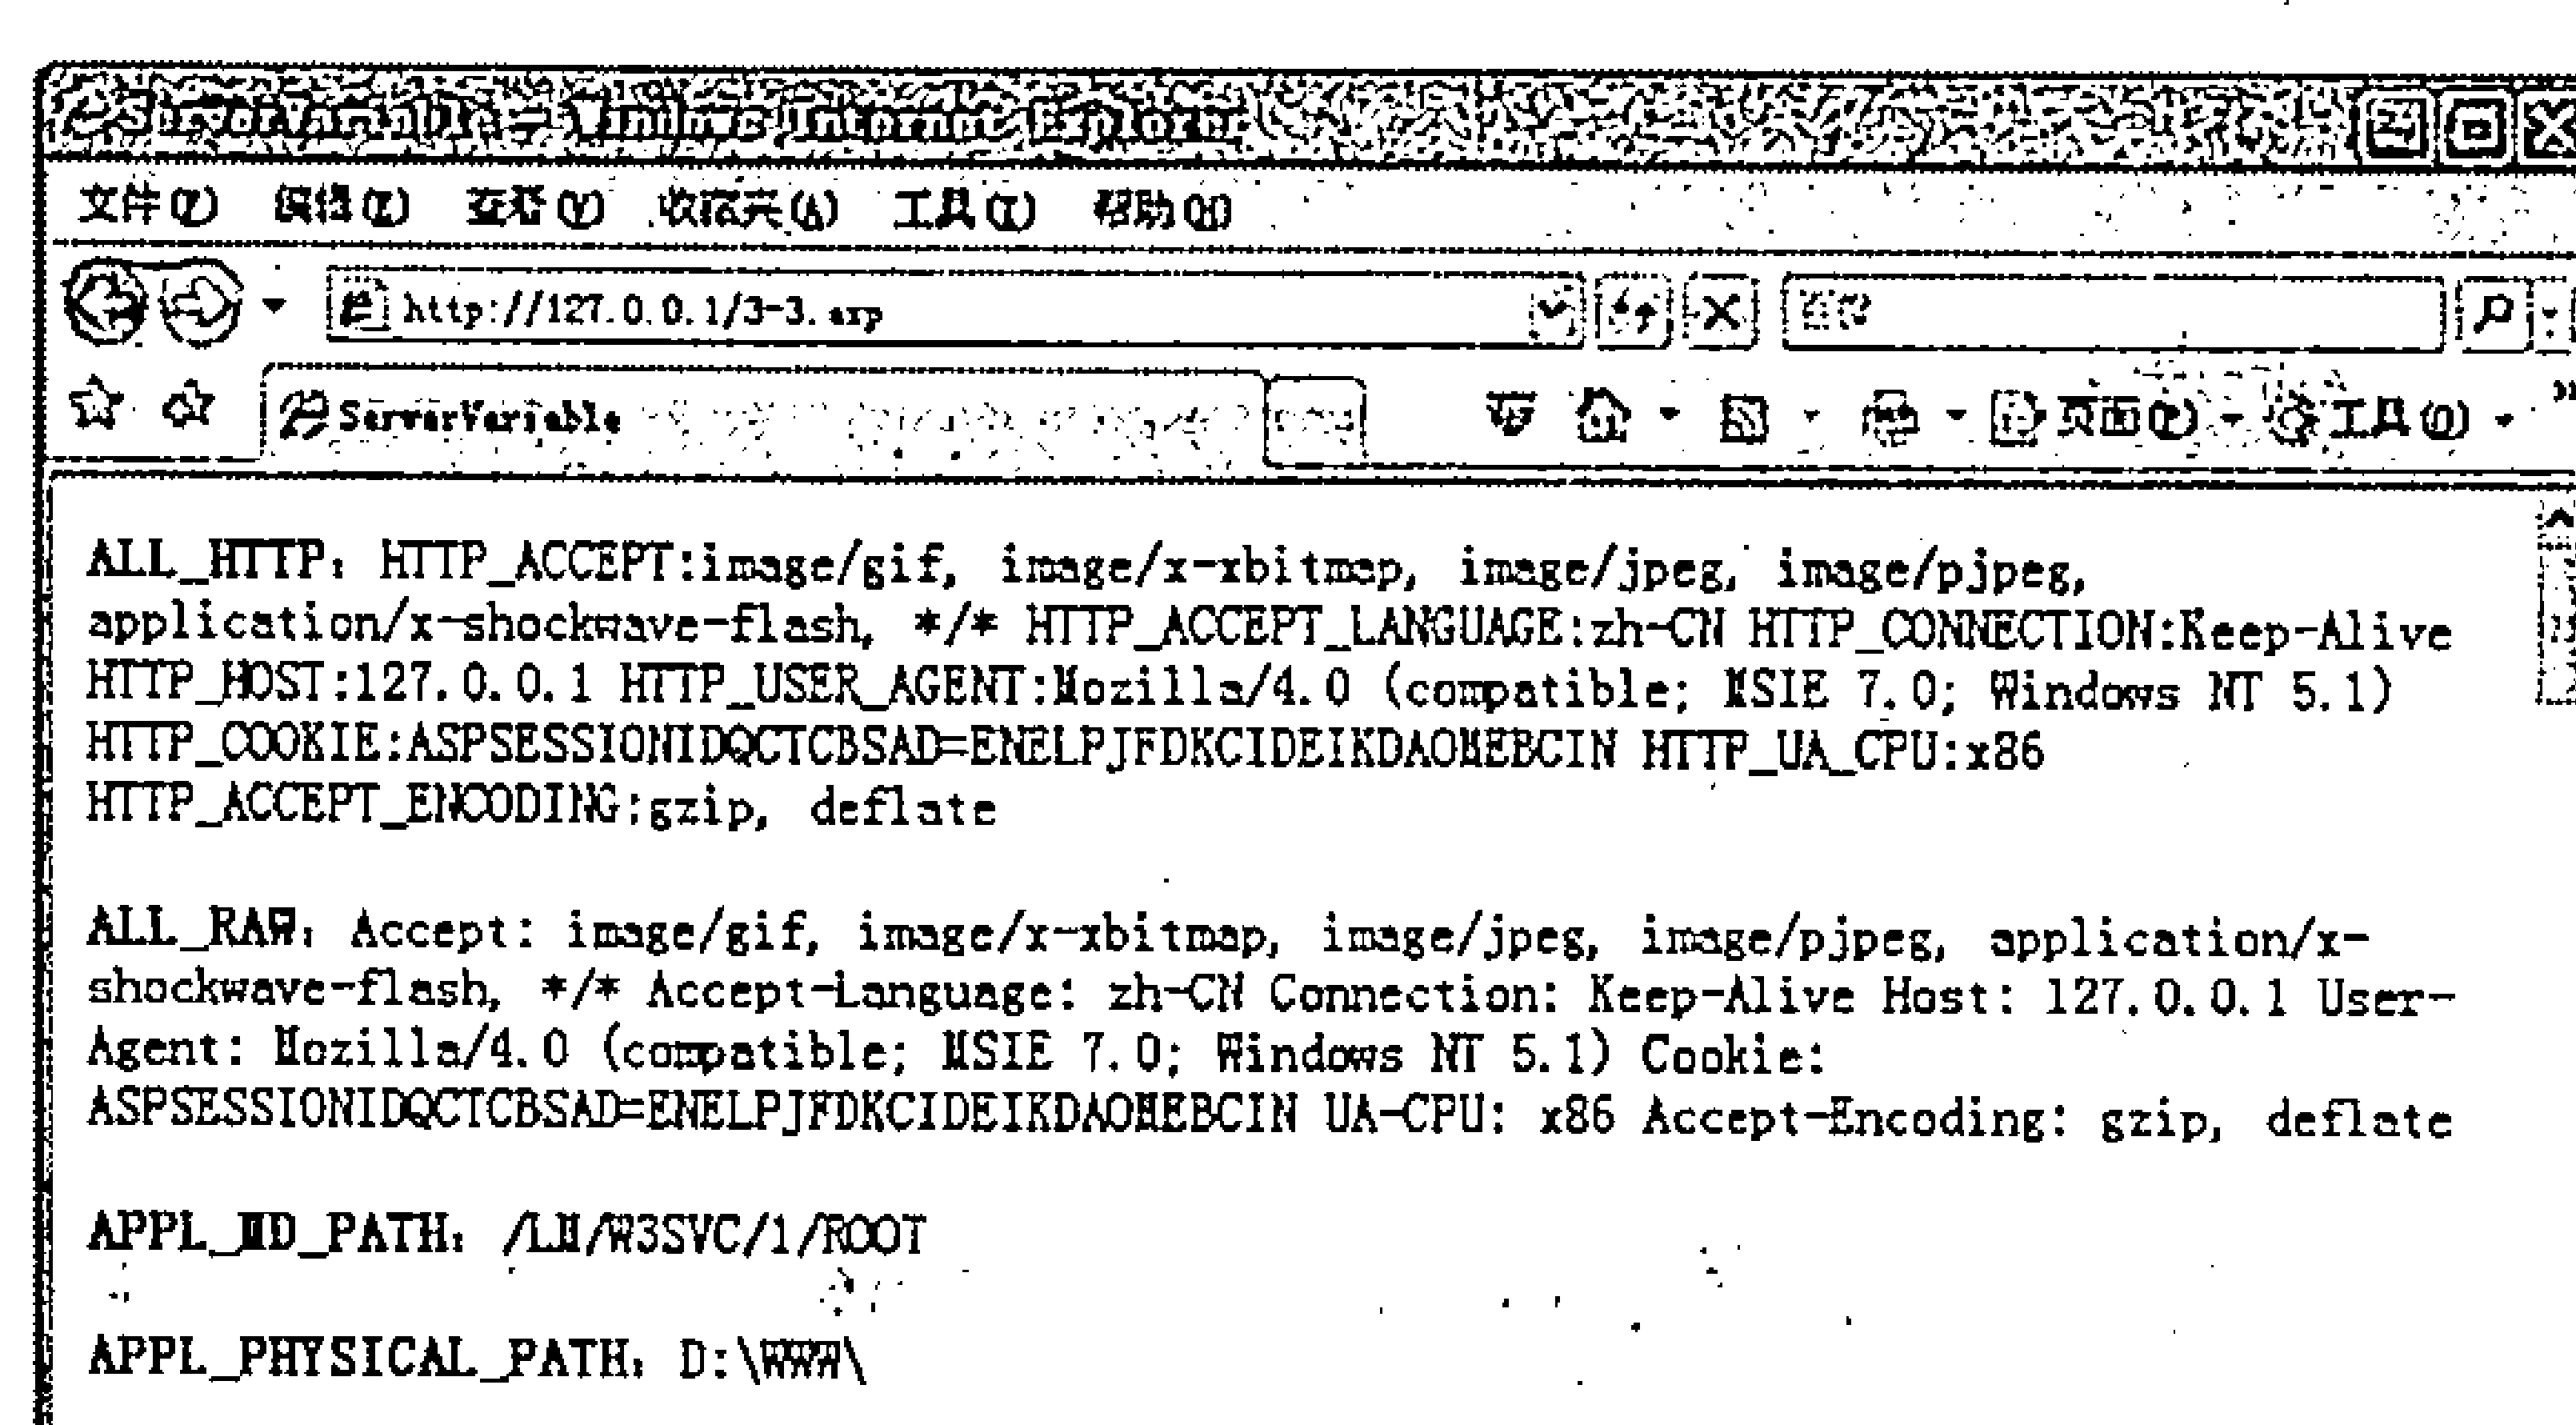 ServerVariable - Windows Internet Explorer
文件(F) 编辑(E) 查看(V) 收藏夹(A) 工具(T) 帮助(H)
http://127.0.0.1/3-3.asp
ServerVariable 页面(P) 工具(O) »
ALL_HTTP: HTTP_ACCEPT:image/gif, image/x-xbitmap, image/jpeg, image/pjpeg,
application/x-shockwave-flash, */* HTTP_ACCEPT_LANGUAGE:zh-CN HTTP_CONNECTION:Keep-Alive
HTTP_HOST:127.0.0.1 HTTP_USER_AGENT:Mozilla/4.0 (compatible; MSIE 7.0; Windows NT 5.1)
HTTP_COOKIE:ASPSESSIONIDQCTCBSAD=ENELPJFDKCIDEIKDAOMEBCIN HTTP_UA_CPU:x86
HTTP_ACCEPT_ENCODING:gzip, deflate
ALL_RAW: Accept: image/gif, image/x-xbitmap, image/jpeg, image/pjpeg, application/x-
shockwave-flash, */* Accept-Language: zh-CN Connection: Keep-Alive Host: 127.0.0.1 User-
Agent: Mozilla/4.0 (compatible; MSIE 7.0; Windows NT 5.1) Cookie:
ASPSESSIONIDQCTCBSAD=ENELPJFDKCIDEIKDAOMEBCIN UA-CPU: x86 Accept-Encoding: gzip, deflate
APPL_MD_PATH: /LM/W3SVC/1/ROOT
APPL_PHYSICAL_PATH: D:\WWW\